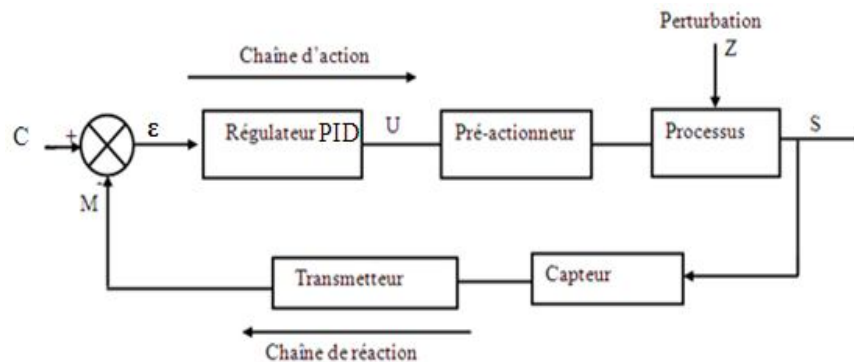 Perturbation
Z
Chaîne d'action
C
+
ε
Régulateur PID
U
Pré-actionneur
Processus
S
-
M
Transmetteur
Capteur
Chaîne de réaction